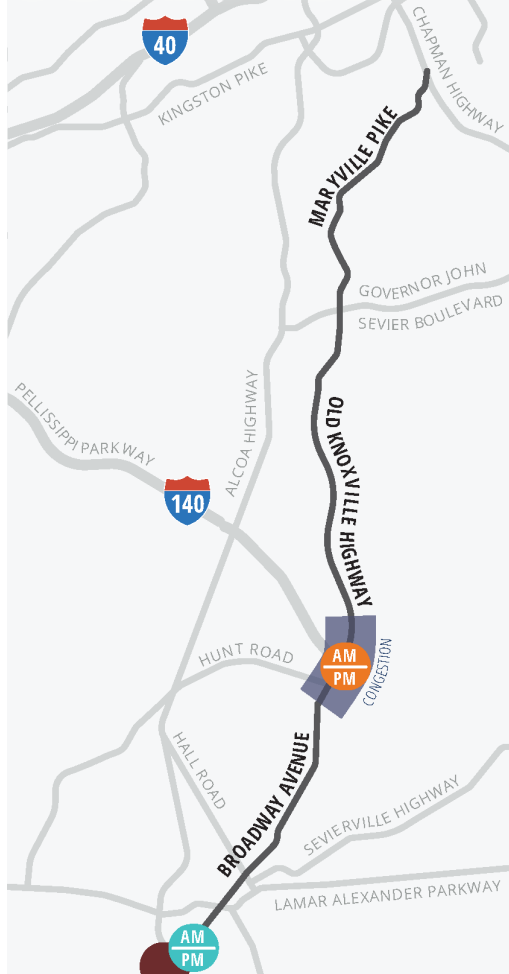 40
CHAPMAN HIGHWAY
KINGSTON PIKE
MARYVILLE PIKE
GOVERNOR JOHN
SEVIER BOULEVARD
PELLISSIPPI PARKWAY
ALCOA HIGHWAY
OLD KNOXVILLE HIGHWAY
140
HUNT ROAD
AM
PM
CONGESTION
HALL ROAD
BROADWAY AVENUE
SEVIERVILLE HIGHWAY
LAMAR ALEXANDER PARKWAY
AM
PM